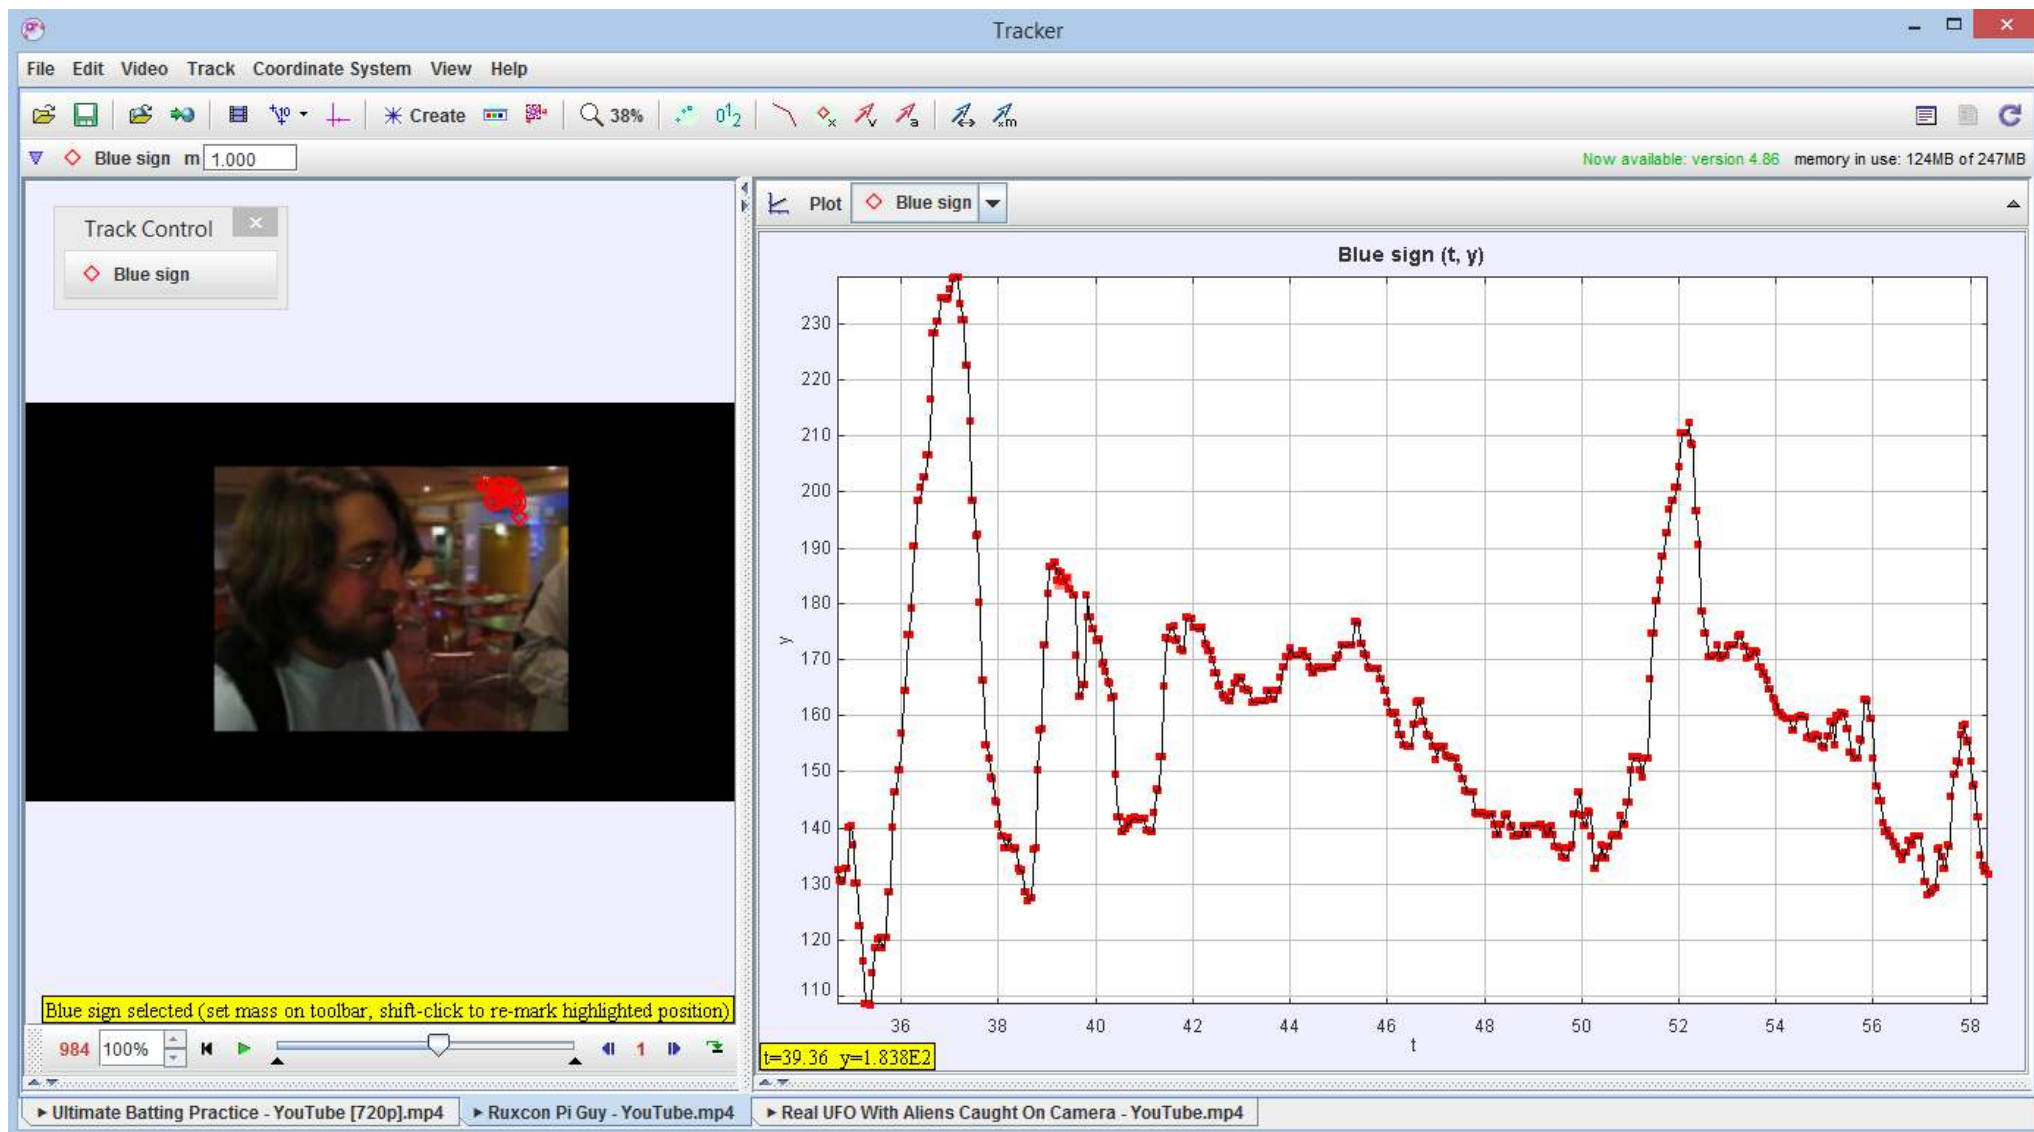 Tracker
File Edit Video Track Coordinate System View Help
Create 38%
Blue sign m 1.000 Now available: version 4.86 memory in use: 124MB of 247MB
Track Control
Blue sign
Plot Blue sign
Blue sign (t, y)
230
220
210
200
190
180
170
160
150
140
130
120
110
y
36 38 40 42 44 46 48 50 52 54 56 58
t
t=39.36 y=1.838E2
Blue sign selected (set mass on toolbar, shift-click to re-mark highlighted position)
984 100% 1
Ultimate Batting Practice - YouTube [720p].mp4 Ruxcon Pi Guy - YouTube.mp4 Real UFO With Aliens Caught On Camera - YouTube.mp4